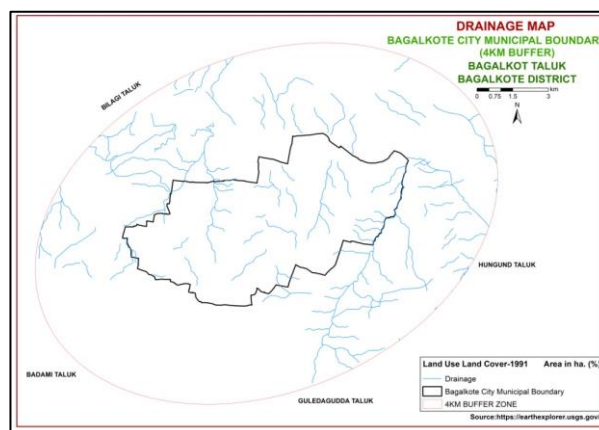 DRAINAGE MAP
BAGALKOTE CITY MUNICIPAL BOUNDAR
(4KM BUFFER)
BAGALKOT TALUK
BAGALKOTE DISTRICT
km
0 0.75 1.5 3
N
BILAGI TALUK
HUNGUND TALUK
BADAMI TALUK
GULEDAGUDDA TALUK
Land Use Land Cover-1991 Area in ha. (%)
Drainage
Bagalkote City Municipal Boundary
4KM BUFFER ZONE
Source:https://earthexplorer.usgs.gov/